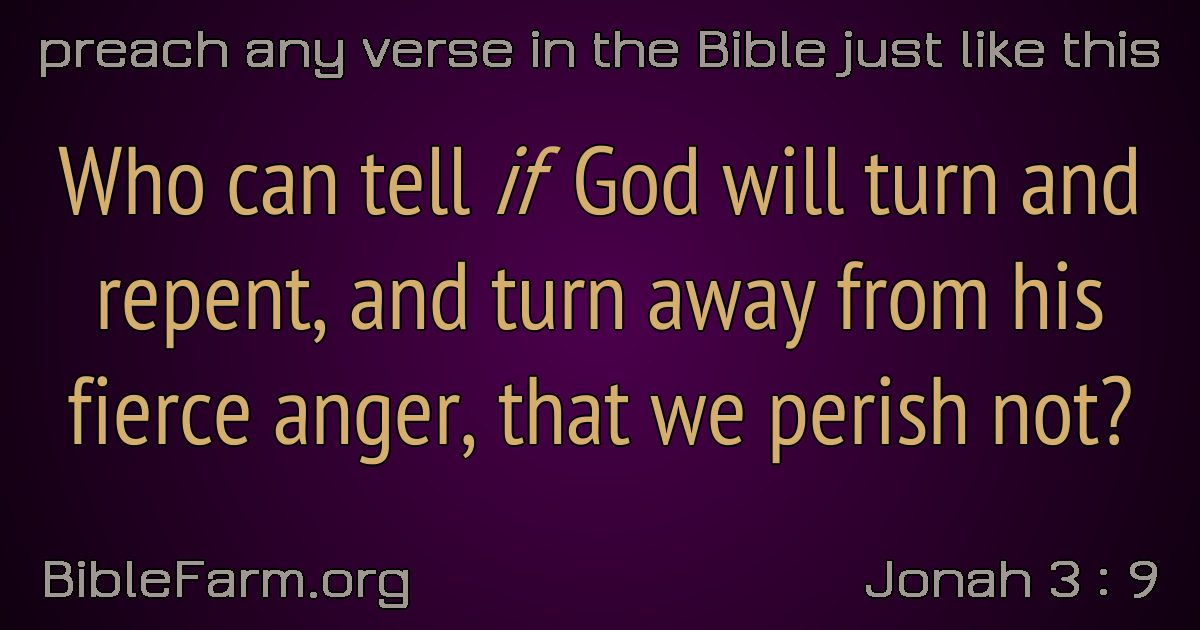 preach any verse in the Bible just like this
Who can tell if God will turn and
repent, and turn away from his
fierce anger, that we perish not?
BibleFarm.org
Jonah 3 : 9